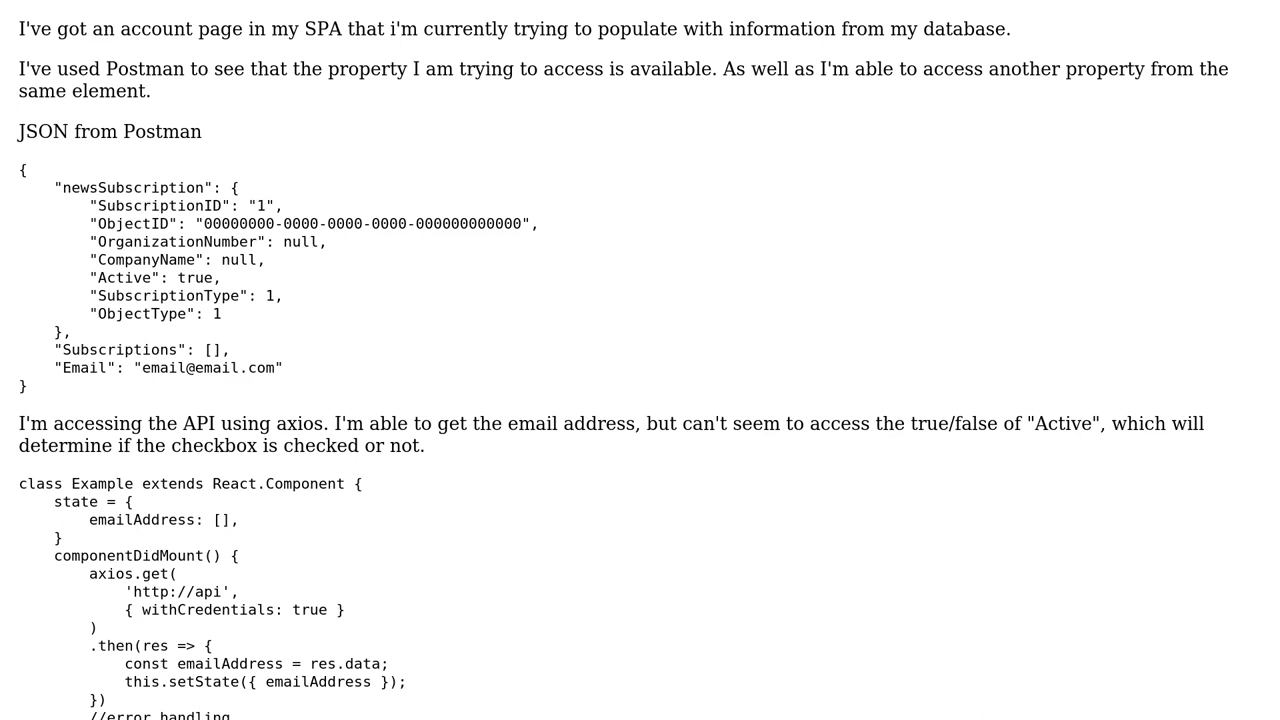 I've got an account page in my SPA that i'm currently trying to populate with information from my database.
I've used Postman to see that the property I am trying to access is available. As well as I'm able to access another property from the
same element.
JSON from Postman
{
    "newsSubscription": {
        "SubscriptionID": "1",
        "ObjectID": "00000000-0000-0000-0000-000000000000",
        "OrganizationNumber": null,
        "CompanyName": null,
        "Active": true,
        "SubscriptionType": 1,
        "ObjectType": 1
    },
    "Subscriptions": [],
    "Email": "email@email.com"
}
I'm accessing the API using axios. I'm able to get the email address, but can't seem to access the true/false of "Active", which will
determine if the checkbox is checked or not.
class Example extends React.Component {
    state = {
        emailAddress: [],
    }
    componentDidMount() {
        axios.get(
            'http://api',
            { withCredentials: true }
        )
        .then(res => {
            const emailAddress = res.data;
            this.setState({ emailAddress });
        })
        //error handling